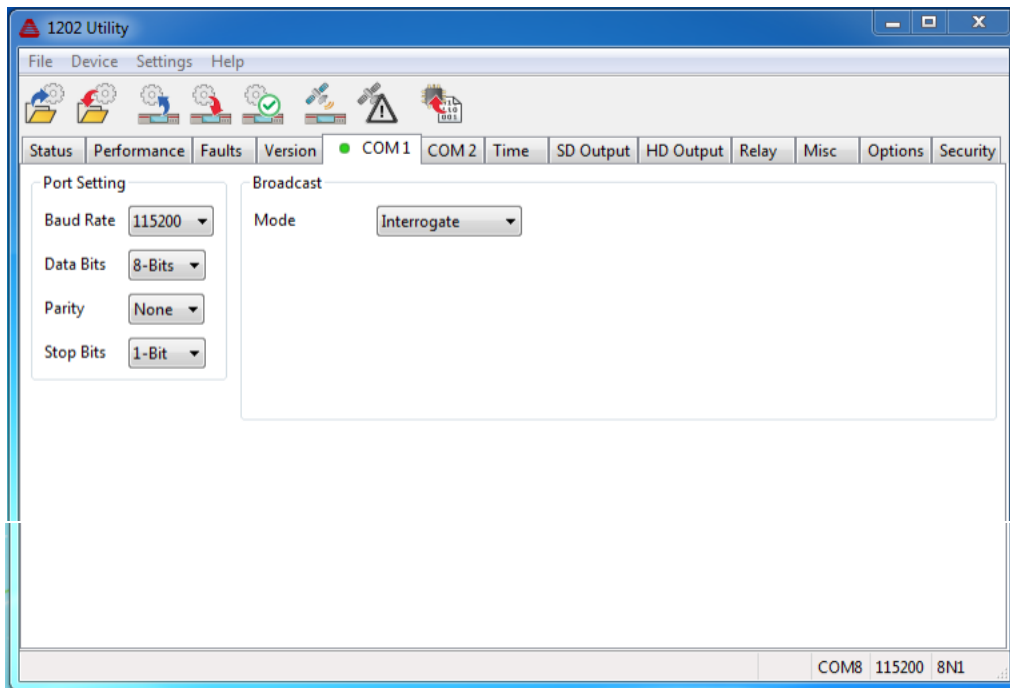 1202 Utility
File Device Settings Help
Status Performance Faults Version COM 1 COM 2 Time SD Output HD Output Relay Misc Options Security
Port Setting
Baud Rate 115200
Data Bits 8-Bits
Parity None
Stop Bits 1-Bit
Broadcast
Mode Interrogate
COM8 115200 8N1